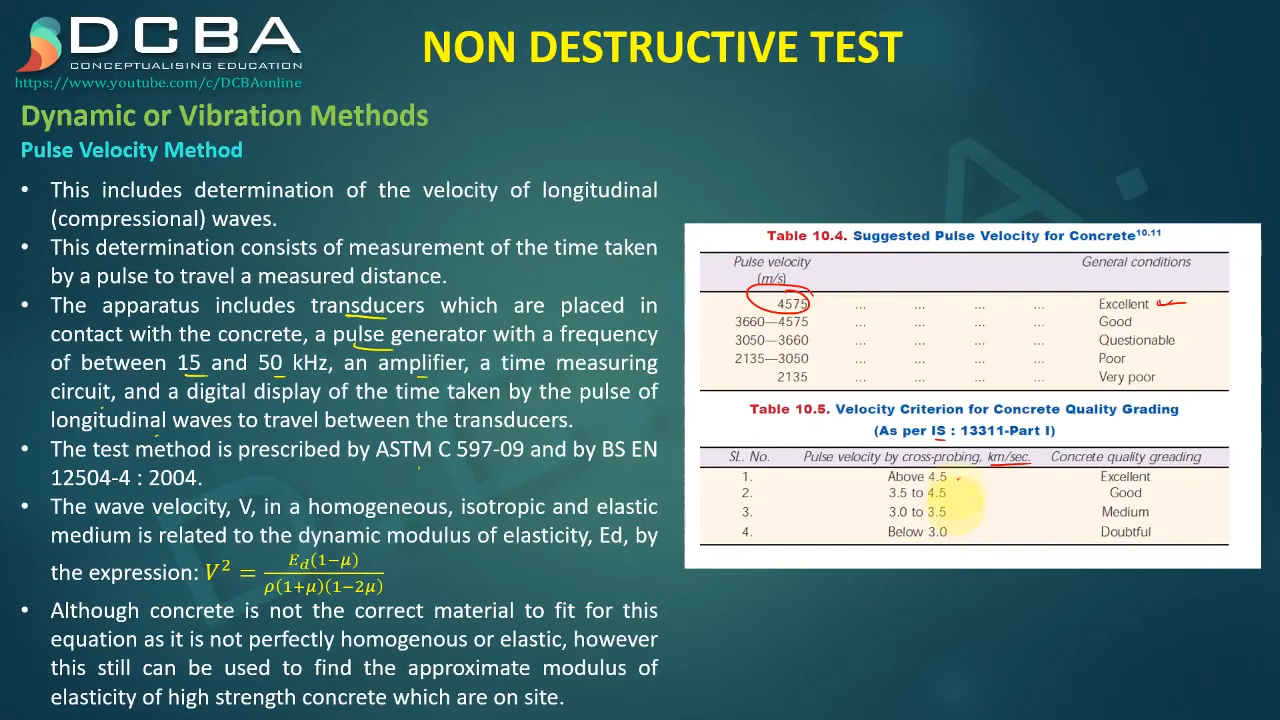 DCBA
CONCEPTUALISING EDUCATION
https://www.youtube.com/c/DCBAonline
NON DESTRUCTIVE TEST
Dynamic or Vibration Methods
Pulse Velocity Method
• This includes determination of the velocity of longitudinal
(compressional) waves.
• This determination consists of measurement of the time taken
by a pulse to travel a measured distance.
• The apparatus includes transducers which are placed in
contact with the concrete, a pulse generator with a frequency
of between 15 and 50 kHz, an amplifier, a time measuring
circuit, and a digital display of the time taken by the pulse of
longitudinal waves to travel between the transducers.
• The test method is prescribed by ASTM C 597-09 and by BS EN
12504-4 : 2004.
• The wave velocity, V, in a homogeneous, isotropic and elastic
medium is related to the dynamic modulus of elasticity, Ed, by
the expression: V² = E_d(1−μ) / ρ(1+μ)(1−2μ)
• Although concrete is not the correct material to fit for this
equation as it is not perfectly homogenous or elastic, however
this still can be used to find the approximate modulus of
elasticity of high strength concrete which are on site.
Table 10.4. Suggested Pulse Velocity for Concrete10.11
Pulse velocity General conditions
(m/s)
4575 ... ... ... ... Excellent
3660—4575 ... ... ... ... Good
3050—3660 ... ... ... ... Questionable
2135—3050 ... ... ... ... Poor
2135 ... ... ... ... Very poor
Table 10.5. Velocity Criterion for Concrete Quality Grading
(As per IS : 13311-Part I)
SL. No. Pulse velocity by cross-probing, km/sec. Concrete quality greading
1. Above 4.5 Excellent
2. 3.5 to 4.5 Good
3. 3.0 to 3.5 Medium
4. Below 3.0 Doubtful